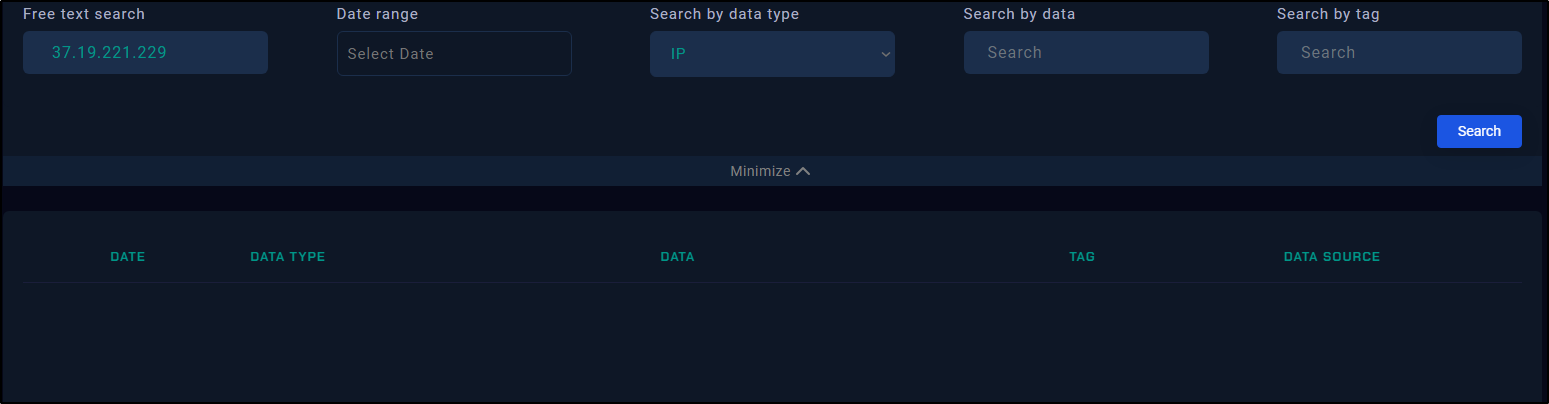 Free text search Date range Search by data type Search by data Search by tag
37.19.221.229 Select Date IP Search Search
Search
Minimize
DATE DATA TYPE DATA TAG DATA SOURCE